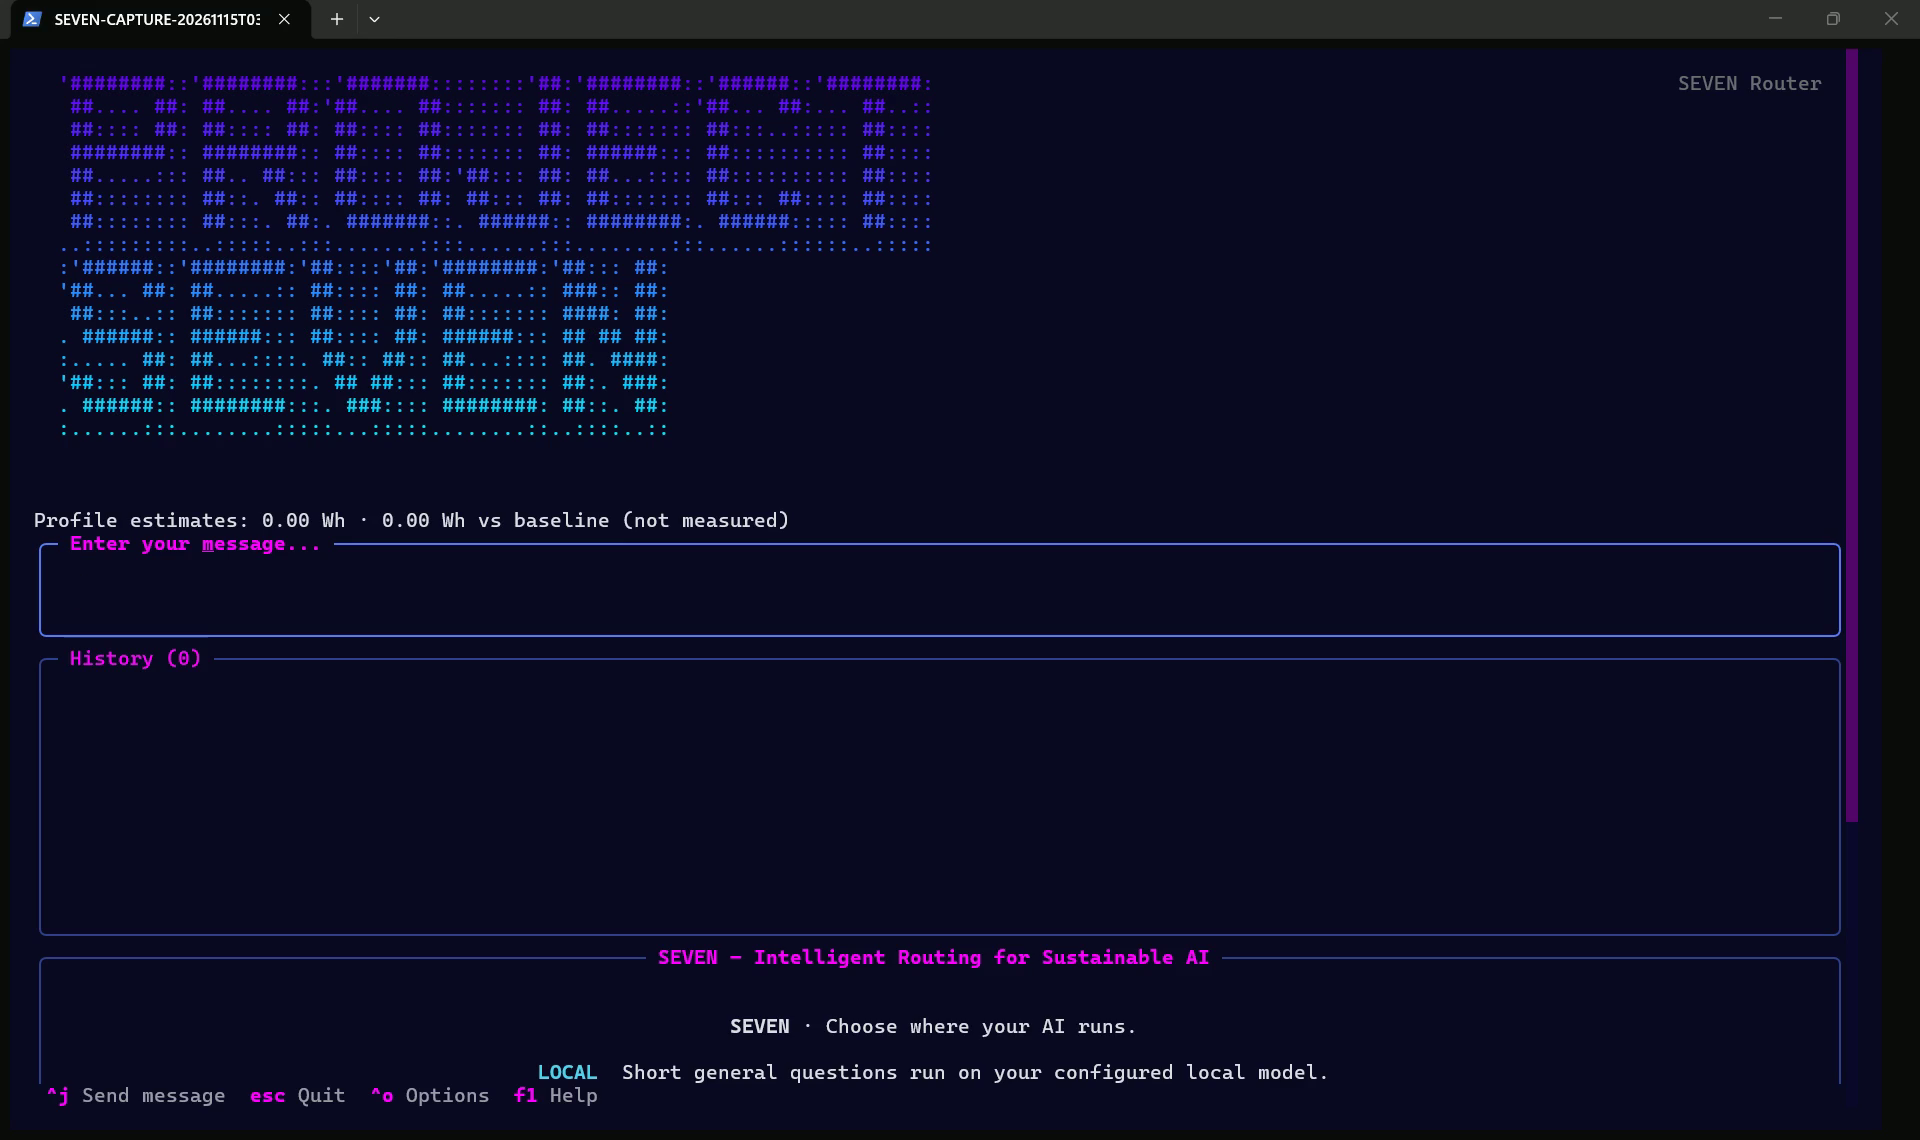 SEVEN-CAPTURE-20261115T03
PROJECT
SEVEN
SEVEN Router
Profile estimates: 0.00 Wh · 0.00 Wh vs baseline (not measured)
Enter your message...
History (0)
SEVEN — Intelligent Routing for Sustainable AI
SEVEN · Choose where your AI runs.
LOCAL Short general questions run on your configured local model.
^j Send message esc Quit ^o Options f1 Help